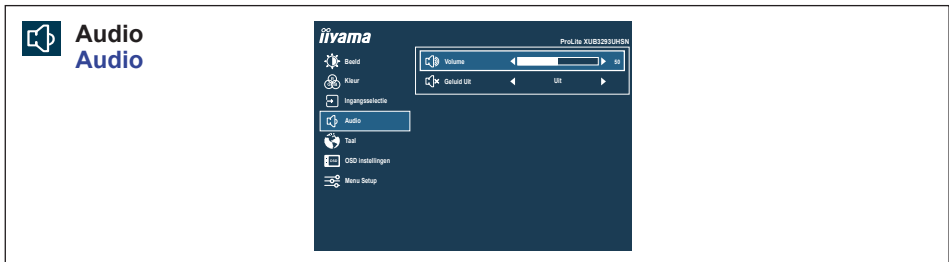 Audio
Audio
iiyama
ProLite XUB3293UHSN
Beeld
Kleur
Ingangsselectie
Audio
Taal
OSD instellingen
Menu Setup
Volume 50
Geluid Uit Uit